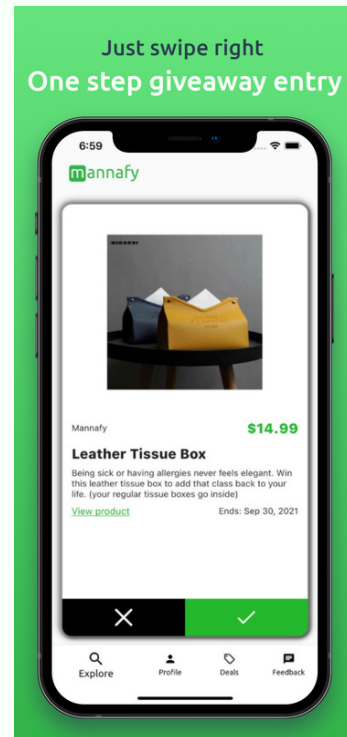 Just swipe right
One step giveaway entry
6:59
mannafy
Mannafy
$14.99
Leather Tissue Box
Being sick or having allergies never feels elegant. Win
this leather tissue box to add that class back to your
life. (your regular tissue boxes go inside)
View product
Ends: Sep 30, 2021
Explore
Profile
Deals
Feedback